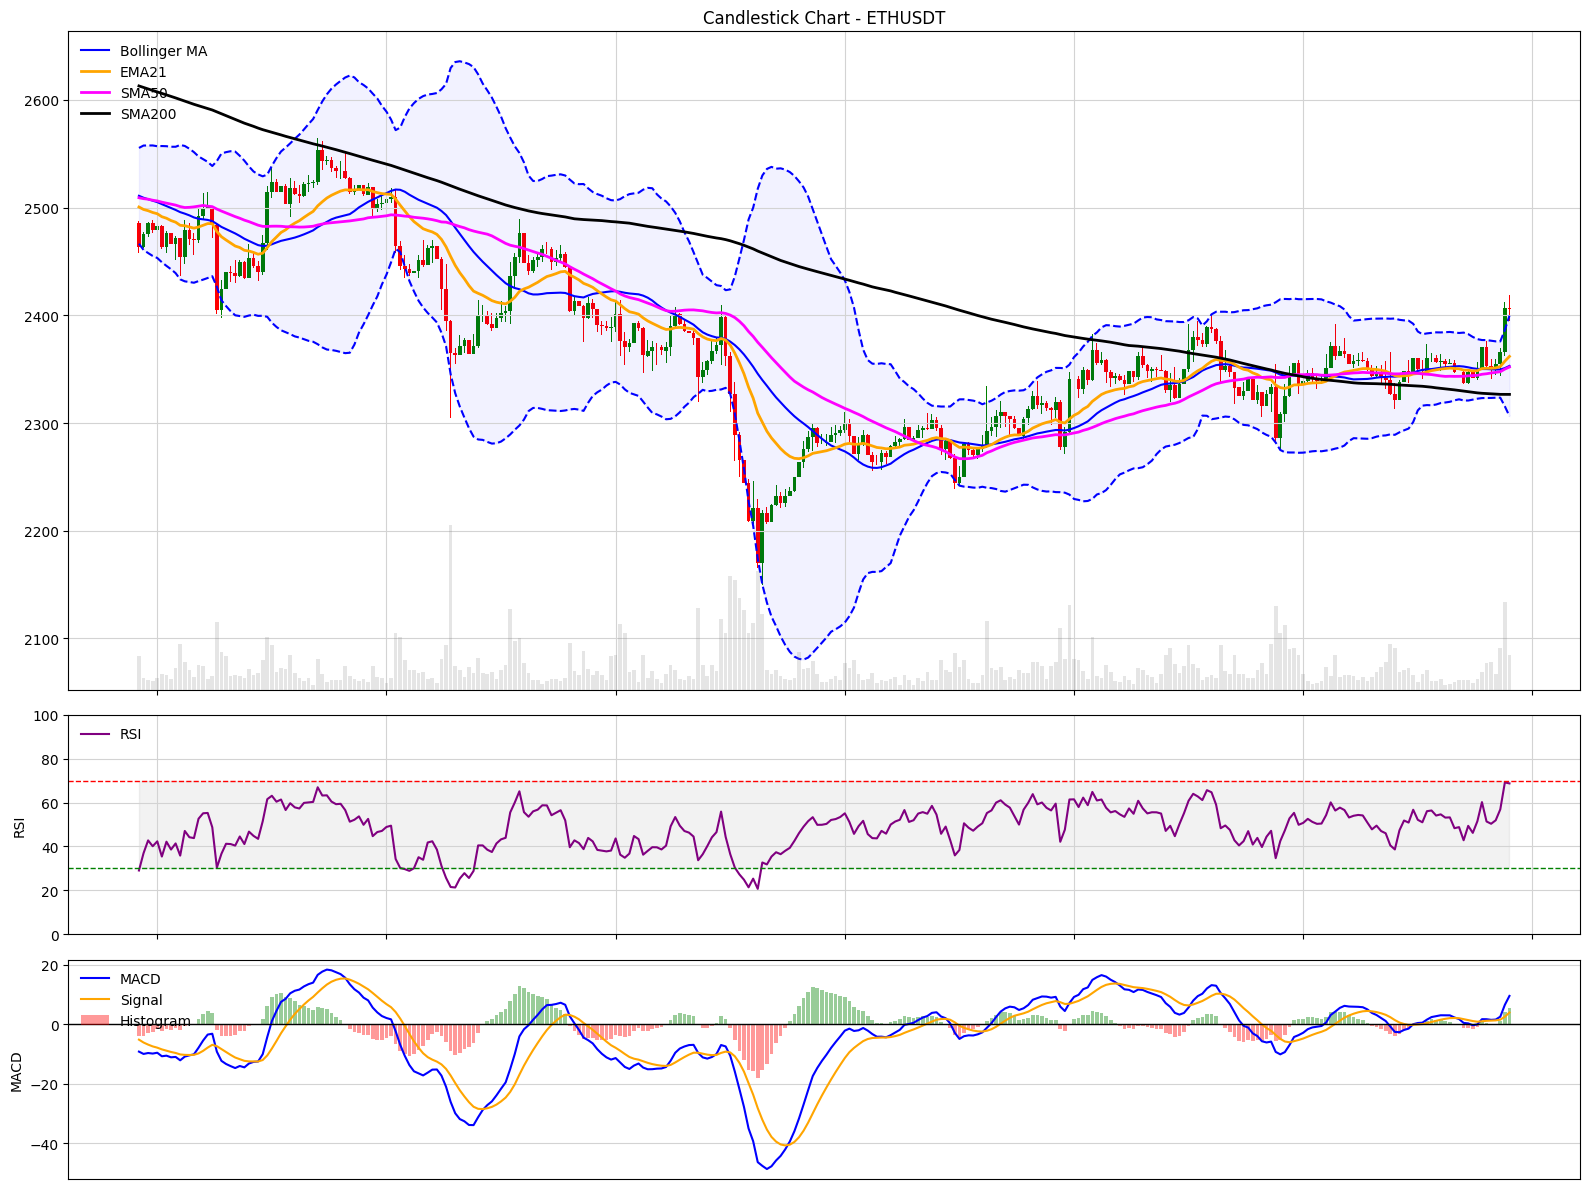 Candlestick Chart - ETHUSDT
Bollinger MA
EMA21
SMA50
SMA200
2600
2500
2400
2300
2200
2100
RSI
RSI
100
80
60
40
20
0
MACD
Signal
Histogram
MACD
20
0
−20
−40